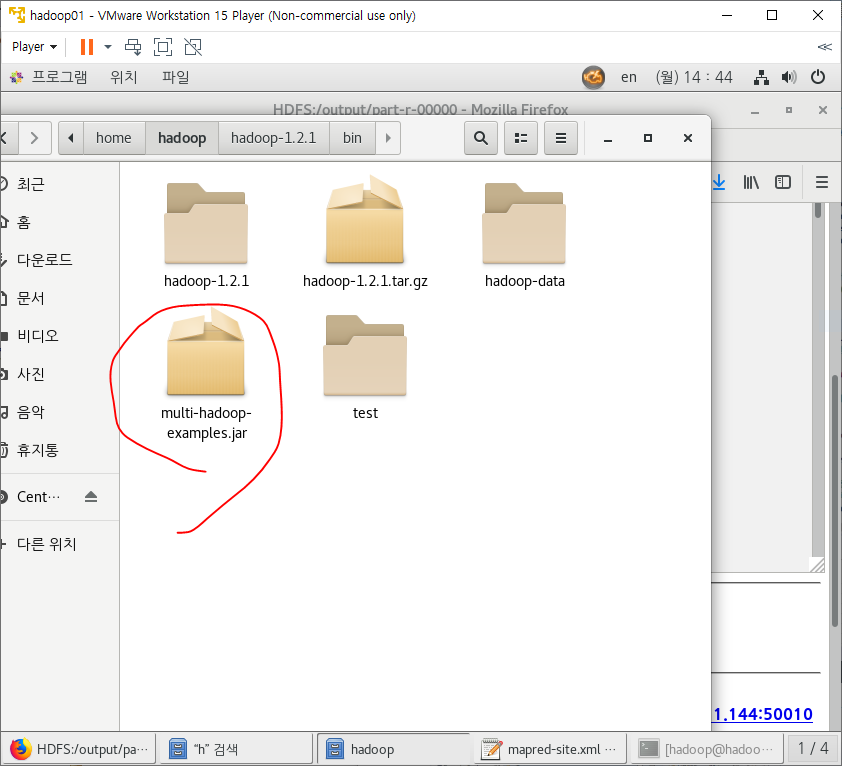 hadoop01 - VMware Workstation 15 Player (Non-commercial use only)
Player
프로그램 위치 파일 en (월) 14 : 44
HDFS:/output/part-r-00000 - Mozilla Firefox
home hadoop hadoop-1.2.1 bin
최근
홈
다운로드
문서
비디오
사진
음악
휴지통
Cent···
다른 위치
hadoop-1.2.1 hadoop-1.2.1.tar.gz hadoop-data
multi-hadoop-
examples.jar
test
1.144:50010
HDFS:/output/pa··· "h" 검색 hadoop mapred-site.xml ··· [hadoop@hadoo··· 1 / 4